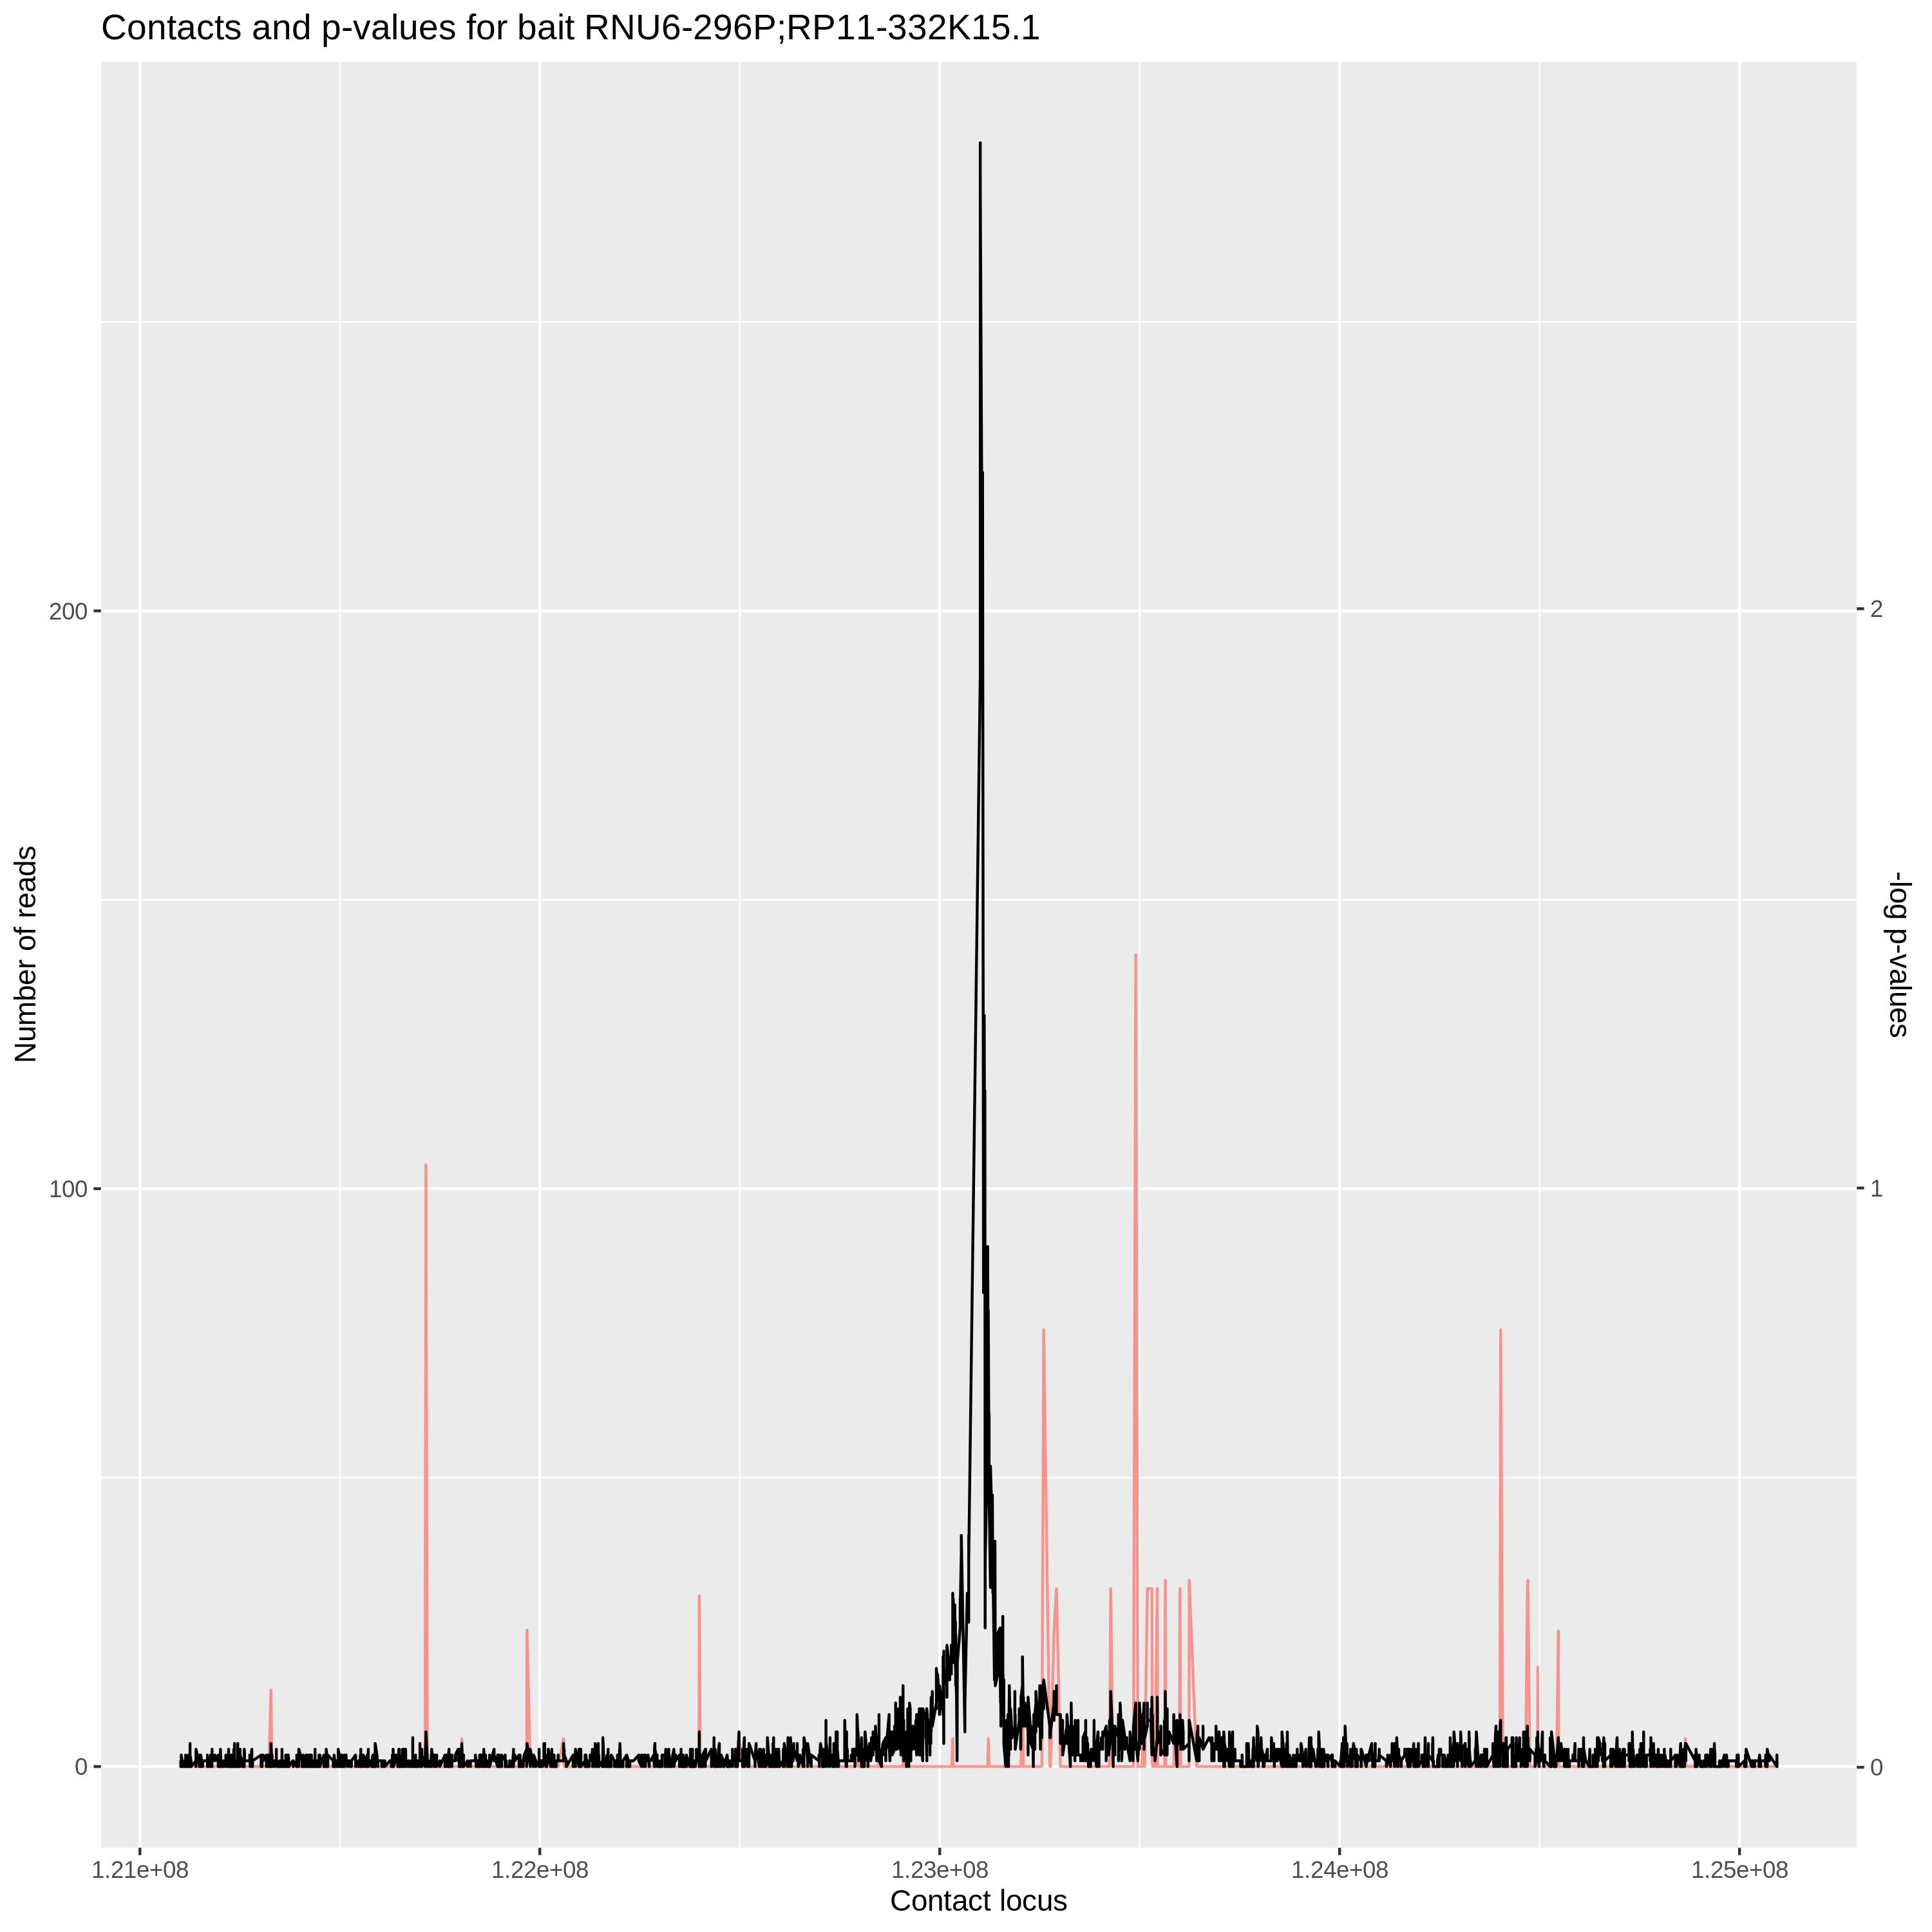 Contacts and p-values for bait RNU6-296P;RP11-332K15.1
Number of reads
200
100
0
2
1
0
-log p-values
1.21e+08 1.22e+08 1.23e+08 1.24e+08 1.25e+08
Contact locus